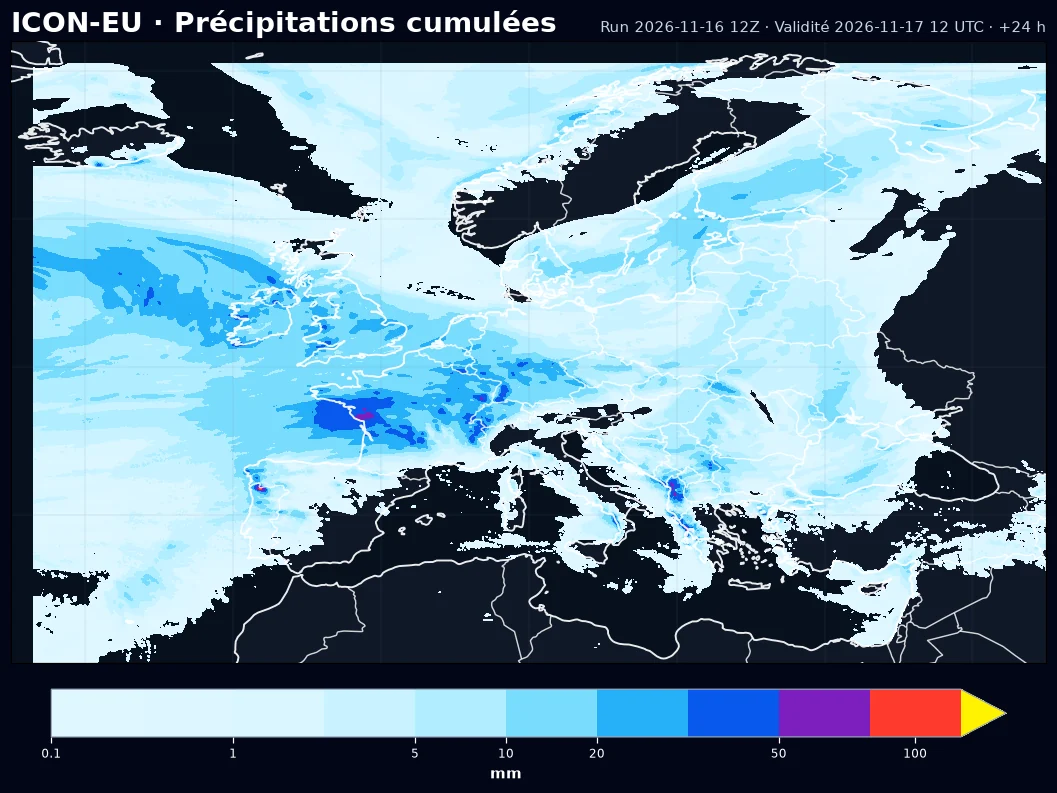 ICON-EU · Précipitations cumulées
Run 2026-11-16 12Z · Validité 2026-11-17 12 UTC · +24 h
0.1 1 5 10 20 50 100
mm